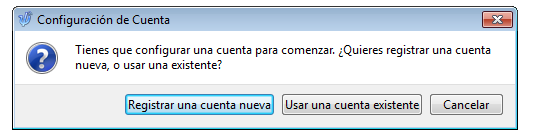 Configuración de Cuenta
Tienes que configurar una cuenta para comenzar. ¿Quieres registrar una cuenta
nueva, o usar una existente?
Registrar una cuenta nueva Usar una cuenta existente Cancelar